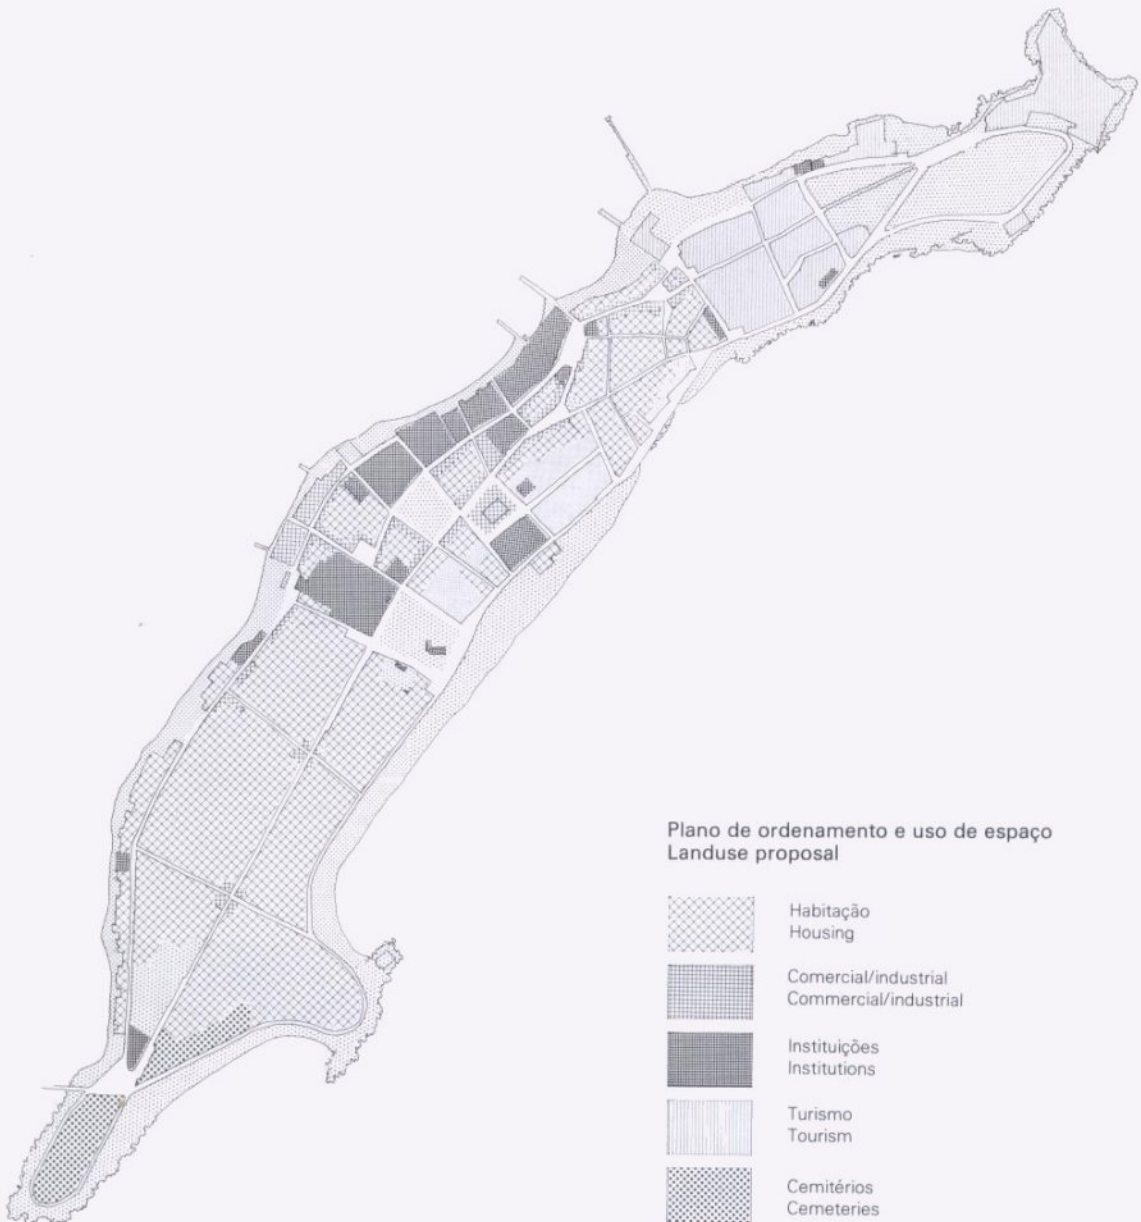 Plano de ordenamento e uso de espaço
Landuse proposal
Habitação
Housing
Comercial/industrial
Commercial/industrial
Instituições
Institutions
Turismo
Tourism
Cemitérios
Cemeteries